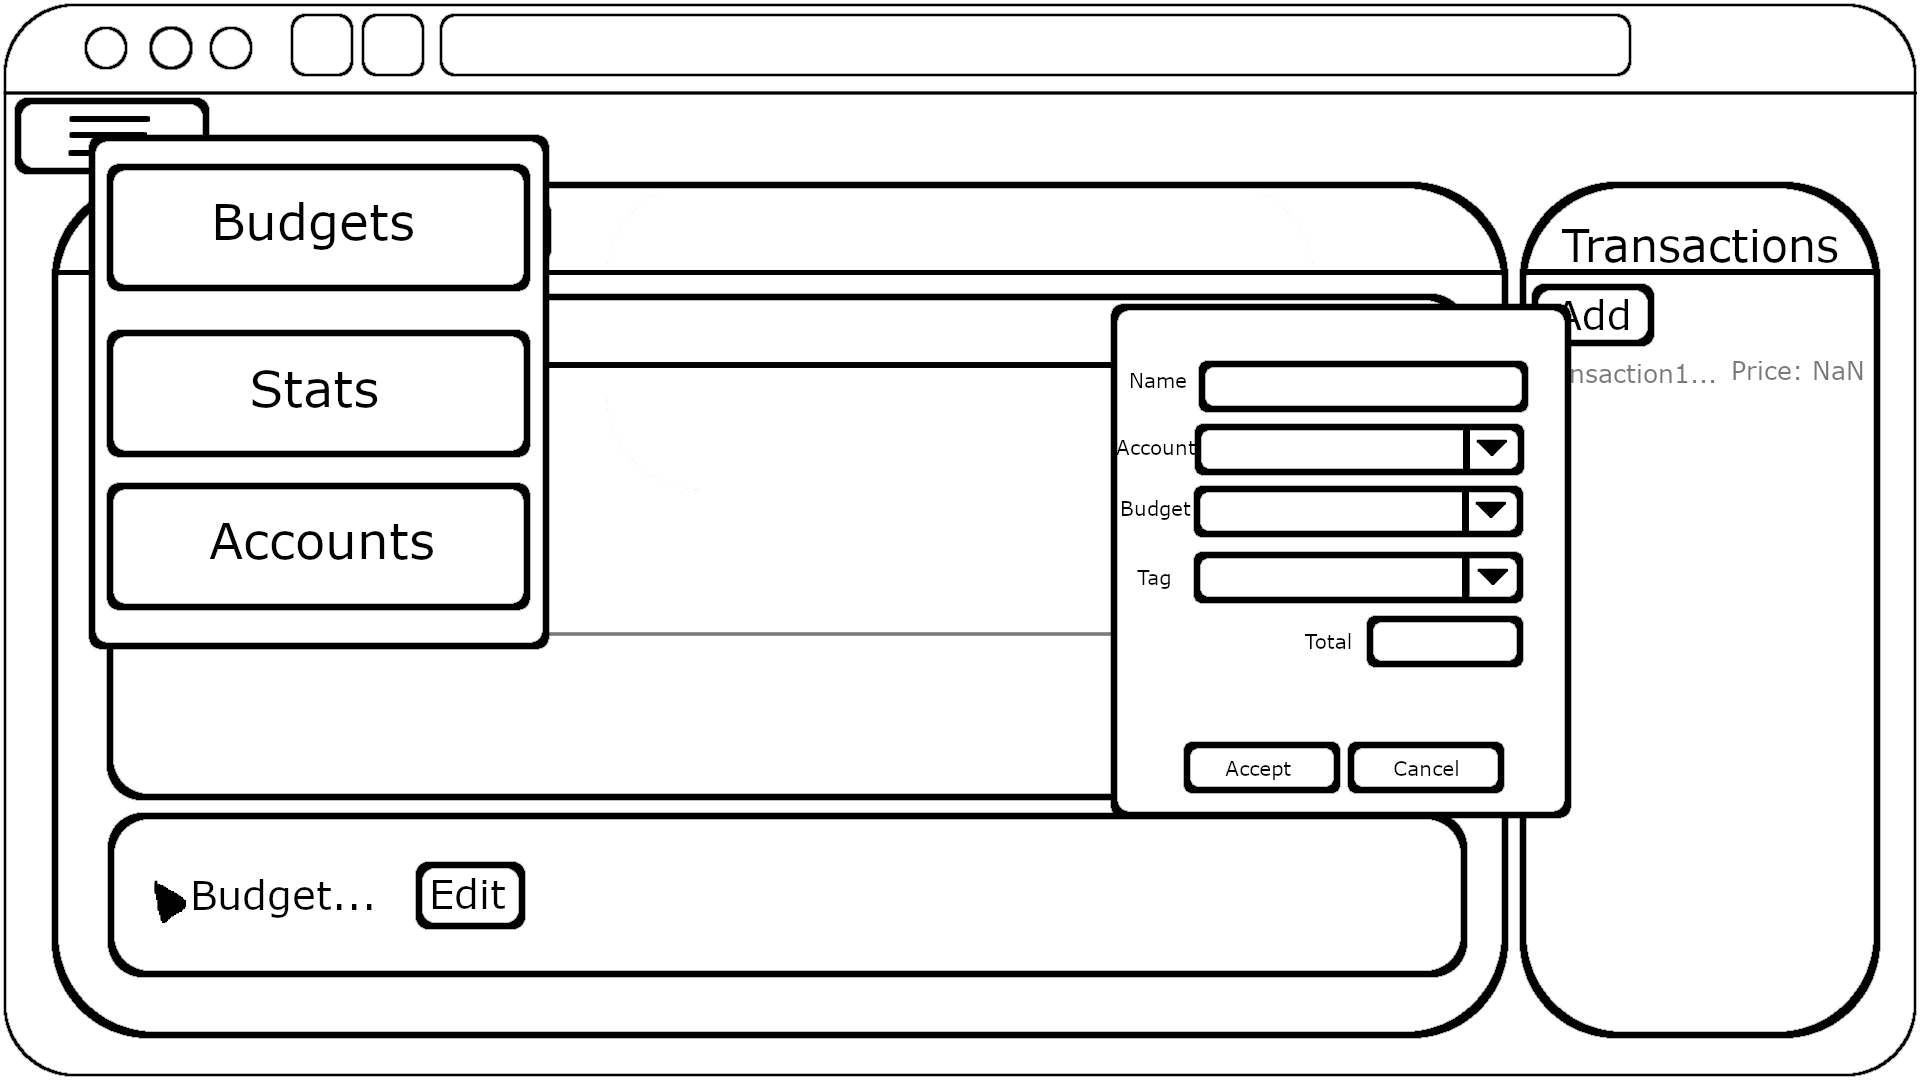 Budgets
Stats
Accounts
Transactions
Add
nsaction1... Price: NaN
Name
Account
Budget
Tag
Total
Accept Cancel
Budget... Edit